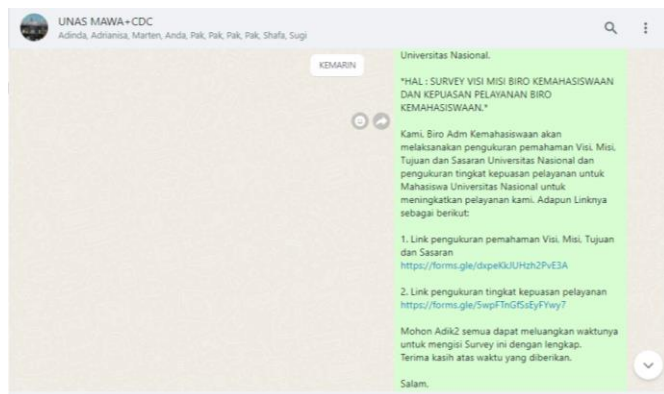 UNAS MAWA+CDC
Adinda, Adrianisa, Marten, Anda, Pak, Pak, Pak, Pak, Shafa, Sugi
KEMARIN
Universitas Nasional.
*HAL : SURVEY VISI MISI BIRO KEMAHASISWAAN
DAN KEPUASAN PELAYANAN BIRO
KEMAHASISWAAN.*
Kami, Biro Adm Kemahasiswaan akan
melaksanakan pengukuran pemahaman Visi, Misi,
Tujuan dan Sasaran Universitas Nasional dan
pengukuran tingkat kepuasan pelayanan untuk
Mahasiswa Universitas Nasional untuk
meningkatkan pelayanan kami. Adapun Linknya
sebagai berikut:
1. Link pengukuran pemahaman Visi, Misi, Tujuan
dan Sasaran
https://forms.gle/dxpeKkJUHzh2PvE3A
2. Link pengukuran tingkat kepuasan pelayanan
https://forms.gle/5wpFTnGfSsEyFYwy7
Mohon Adik2 semua dapat meluangkan waktunya
untuk mengisi Survey ini dengan lengkap.
Terima kasih atas waktu yang diberikan.
Salam,